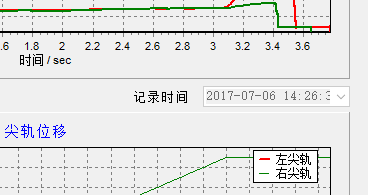 .6 1.8 2 2.2 2.4 2.6 2.8 3 3.2 3.4 3.6
时间 / sec
记录时间 2017-07-06 14:26:3
尖轨位移
左尖轨
右尖轨